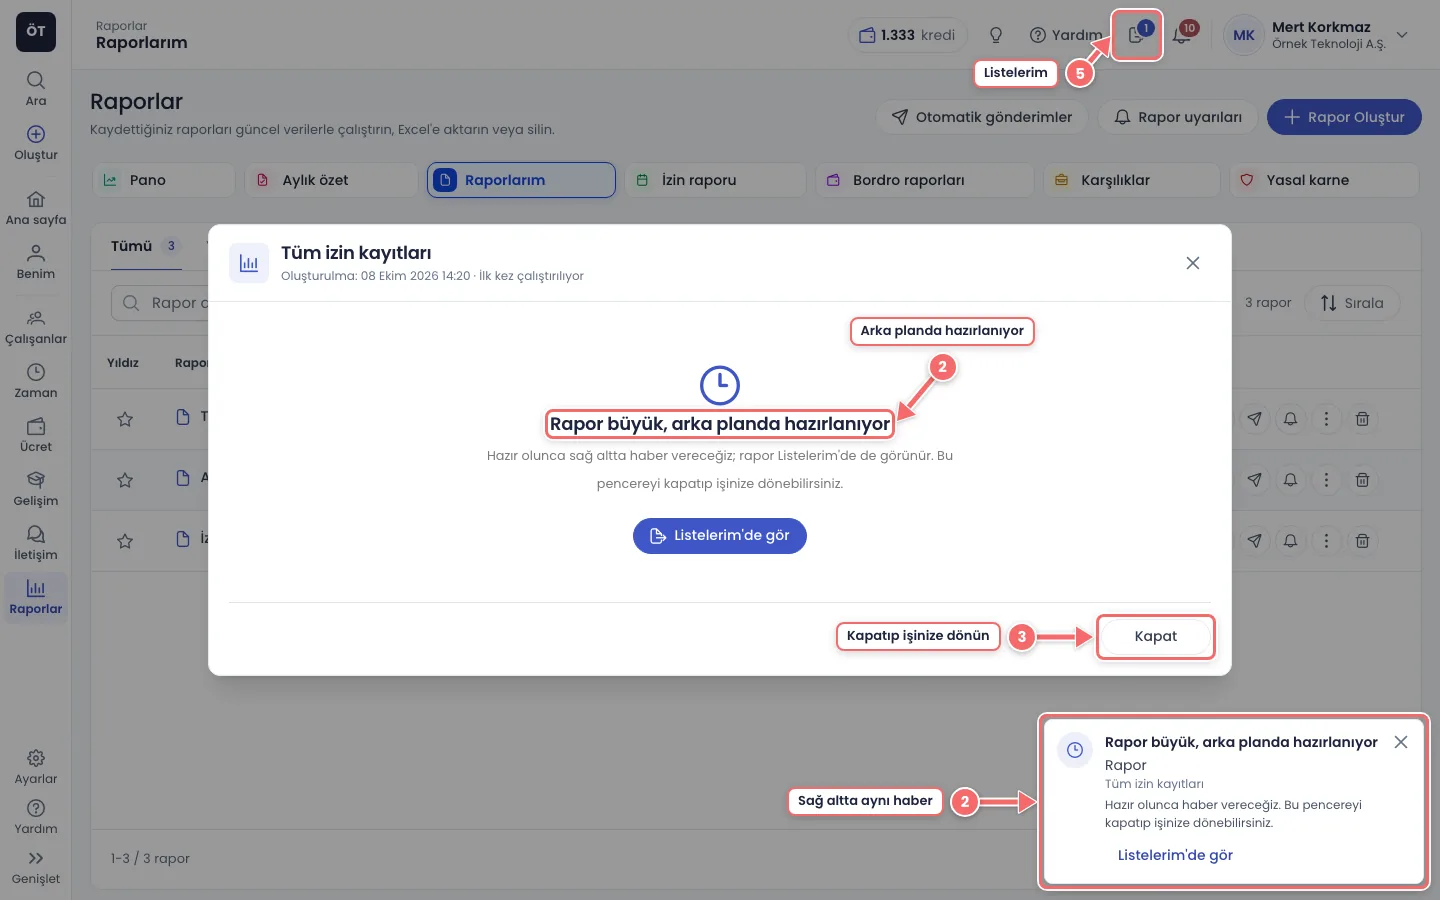 ÖT
Raporlar
Raporlarım
1.333 kredi
Yardım
1
10
MK
Mert Korkmaz
Örnek Teknoloji A.Ş.
Listelerim
5
Ara
Oluştur
Ana sayfa
Benim
Çalışanlar
Zaman
Ücret
Gelişim
İletişim
Raporlar
Ayarlar
Yardım
Genişlet
Raporlar
Kaydettiğiniz raporları güncel verilerle çalıştırın, Excel'e aktarın veya silin.
Otomatik gönderimler
Rapor uyarıları
Rapor Oluştur
Pano
Aylık özet
Raporlarım
İzin raporu
Bordro raporları
Karşılıklar
Yasal karne
Tümü 3
3 rapor
Sırala
Yıldız
Tüm izin kayıtları
Oluşturulma: 08 Ekim 2026 14:20 · İlk kez çalıştırılıyor
Arka planda hazırlanıyor
2
Rapor büyük, arka planda hazırlanıyor
Hazır olunca sağ altta haber vereceğiz; rapor Listelerim'de de görünür. Bu
pencereyi kapatıp işinize dönebilirsiniz.
Listelerim'de gör
Kapatıp işinize dönün
3
Kapat
Sağ altta aynı haber
2
Rapor büyük, arka planda hazırlanıyor
Rapor
Tüm izin kayıtları
Hazır olunca haber vereceğiz. Bu pencereyi
kapatıp işinize dönebilirsiniz.
Listelerim'de gör
1-3 / 3 rapor